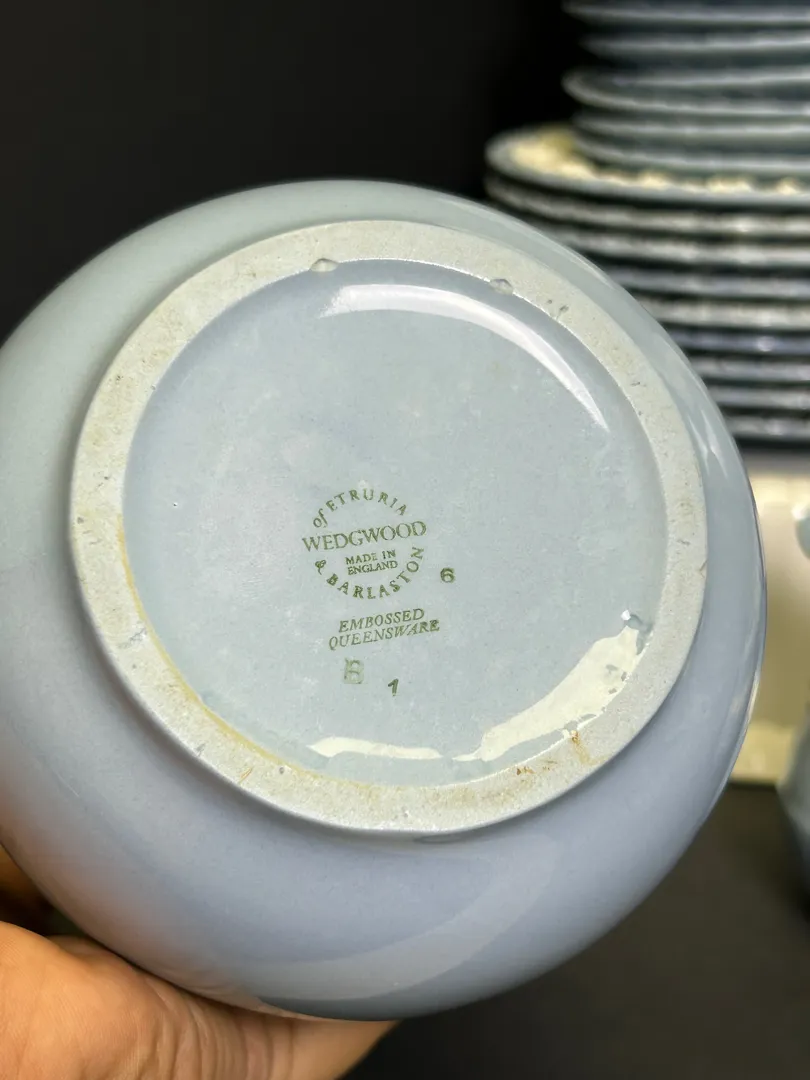 of ETRURIA
WEDGWOOD
MADE IN
ENGLAND
& BARLASTON
6
EMBOSSED
QUEENSWARE
B 1